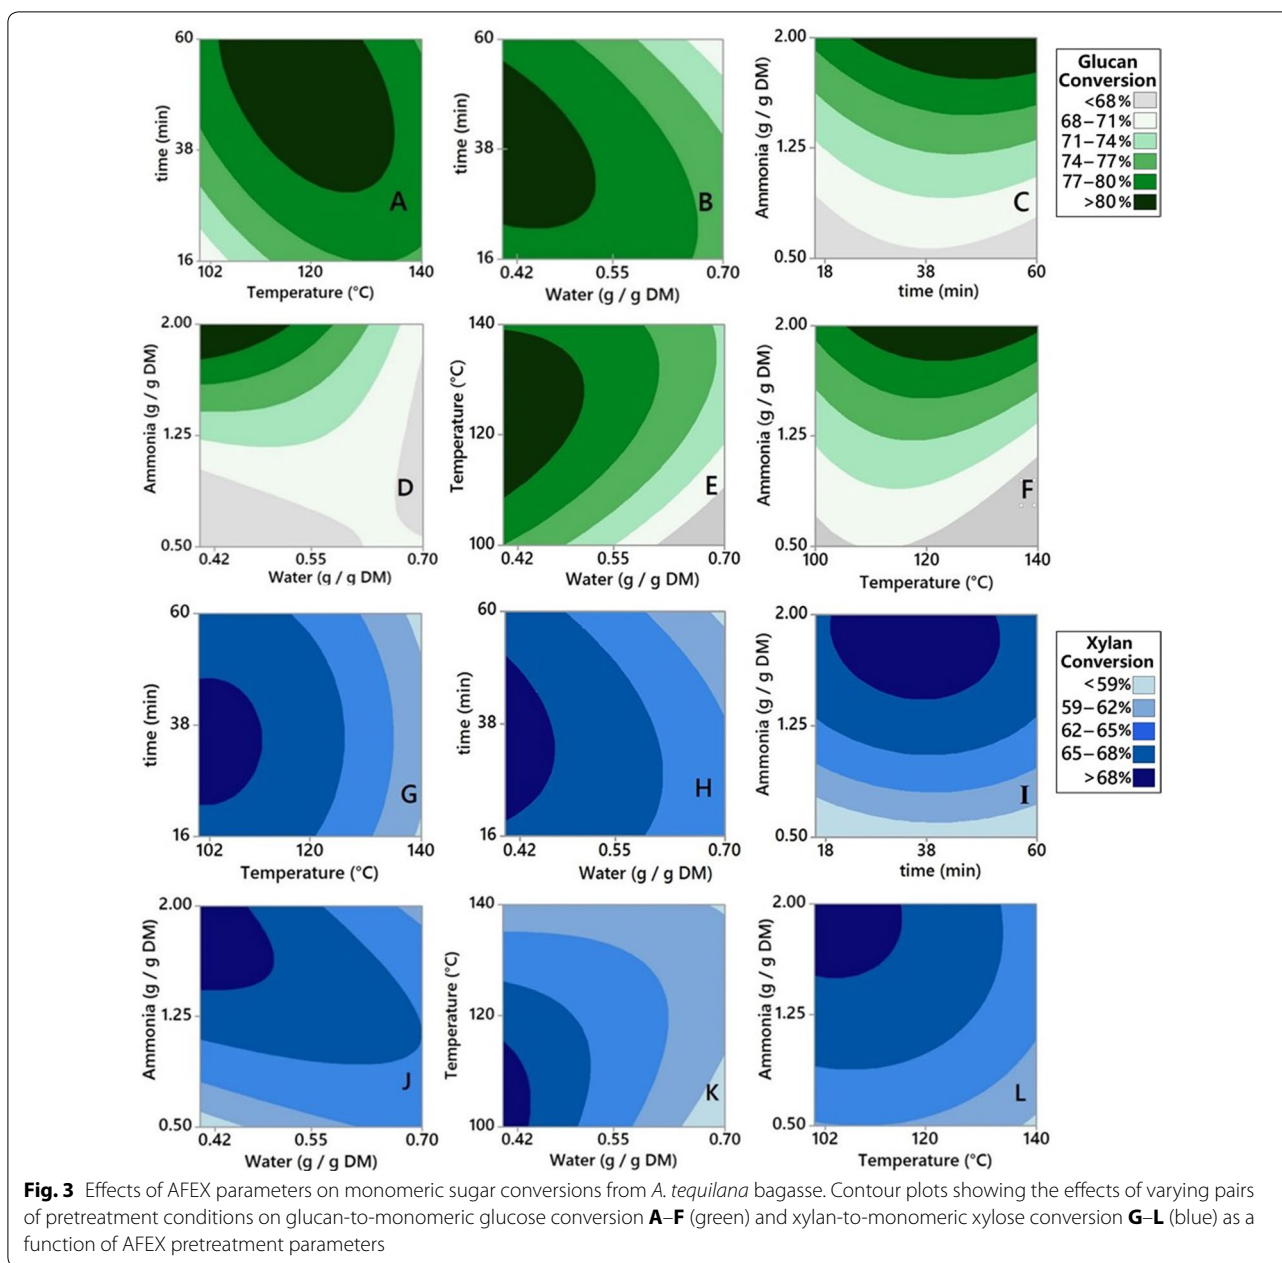 60
38
16
time (min)
102
120
140
Temperature (°C)
A
60
38
16
time (min)
0.42
0.55
0.70
Water (g / g DM)
B
2.00
1.25
0.50
Ammonia (g / g DM)
18
38
60
time (min)
C
Glucan
Conversion
<68%
68–71%
71–74%
74–77%
77–80%
>80%
2.00
1.25
0.50
Ammonia (g / g DM)
0.42
0.55
0.70
Water (g / g DM)
D
140
120
100
Temperature (°C)
0.42
0.55
0.70
Water (g / g DM)
E
2.00
1.25
0.50
Ammonia (g / g DM)
100
120
140
Temperature (°C)
F
60
38
16
time (min)
102
120
140
Temperature (°C)
G
60
38
16
time (min)
0.42
0.55
0.70
Water (g / g DM)
H
2.00
1.25
0.50
Ammonia (g / g DM)
18
38
60
time (min)
I
Xylan
Conversion
<59%
59–62%
62–65%
65–68%
>68%
2.00
1.25
0.50
Ammonia (g / g DM)
0.42
0.55
0.70
Water (g / g DM)
J
140
120
100
Temperature (°C)
0.42
0.55
0.70
Water (g / g DM)
K
2.00
1.25
0.50
Ammonia (g / g DM)
102
120
140
Temperature (°C)
L
Fig. 3 Effects of AFEX parameters on monomeric sugar conversions from A. tequilana bagasse. Contour plots showing the effects of varying pairs
of pretreatment conditions on glucan-to-monomeric glucose conversion A–F (green) and xylan-to-monomeric xylose conversion G–L (blue) as a
function of AFEX pretreatment parameters